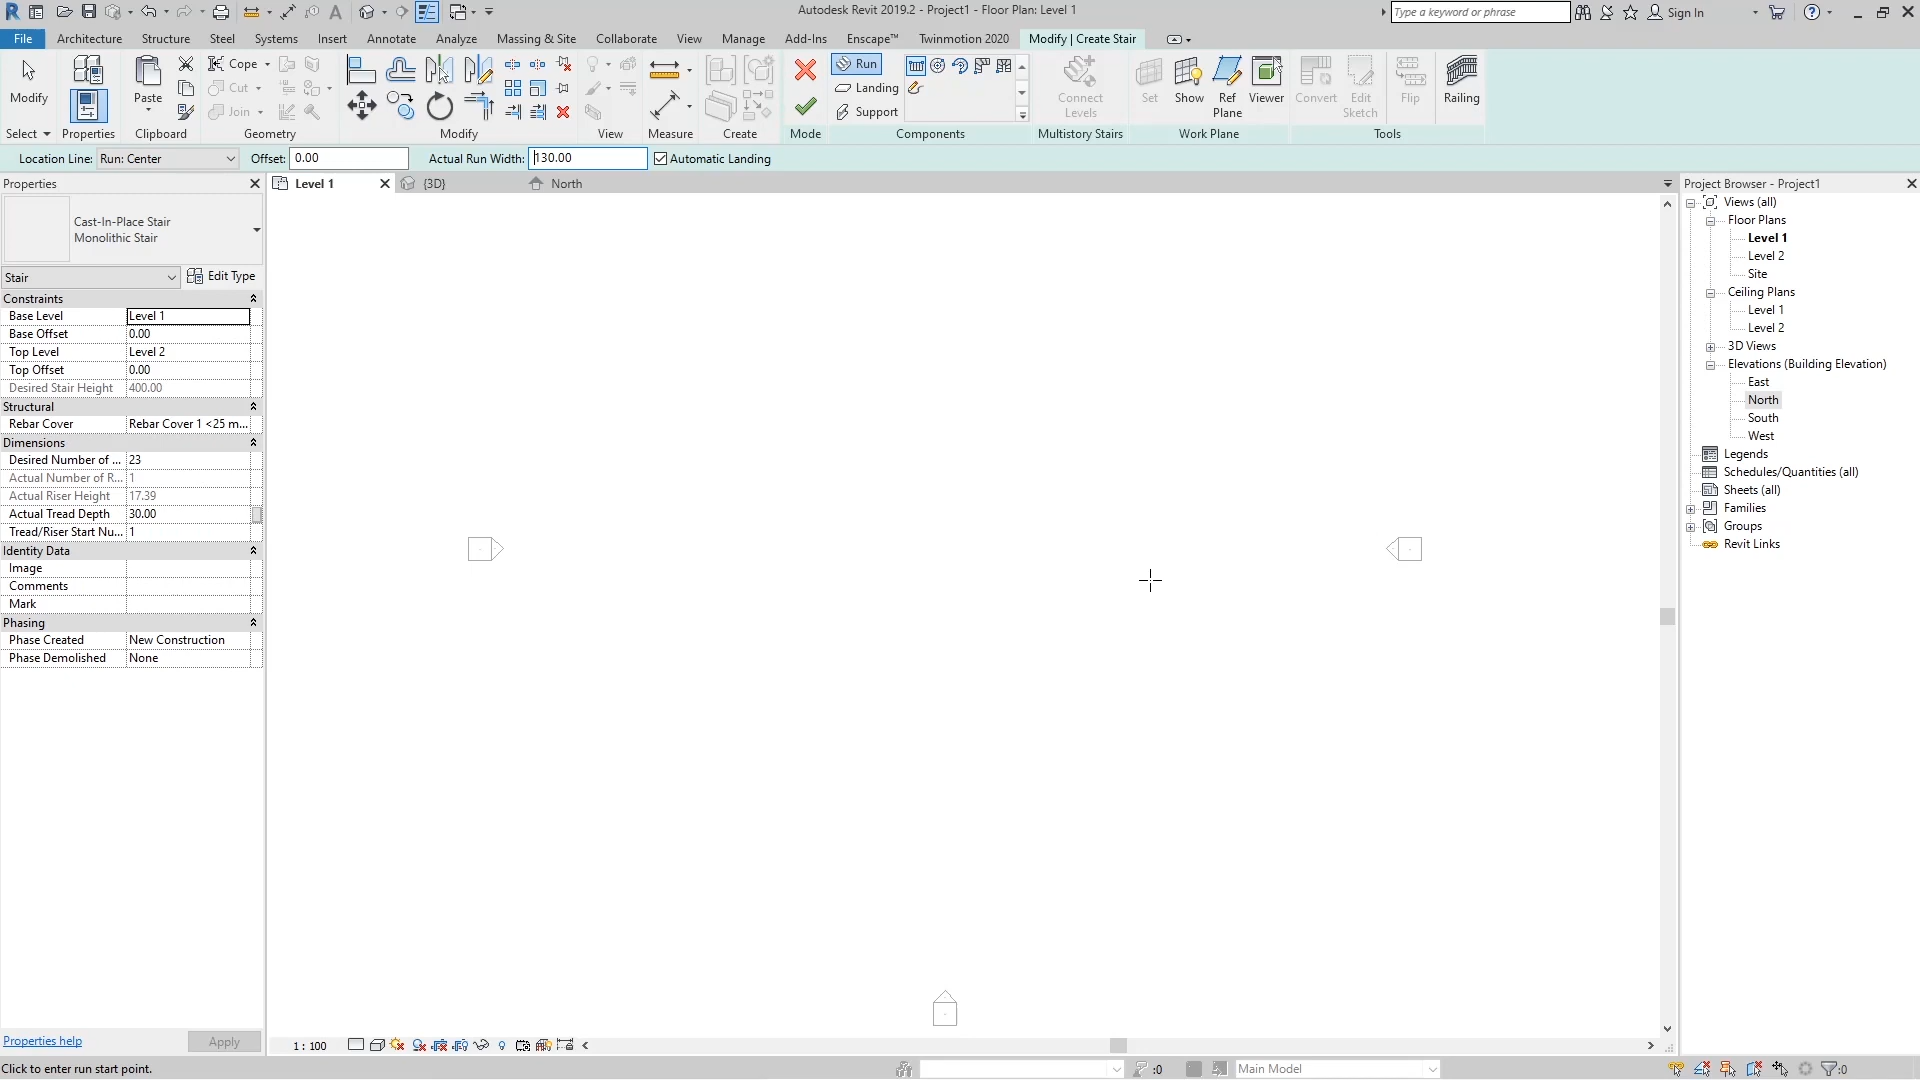 Autodesk Revit 2019.2 - Project1 - Floor Plan: Level 1
Type a keyword or phrase
Sign In
File Architecture Structure Steel Systems Insert Annotate Analyze Massing & Site Collaborate View Manage Add-Ins Enscape™ Twinmotion 2020 Modify | Create Stair
Modify
Paste
Cope
Cut
Join
Run
Landing
Support
Connect
Levels
Set
Show
Ref
Plane
Viewer
Convert
Edit
Sketch
Flip
Railing
Select Properties Clipboard Geometry Modify View Measure Create Mode Components Multistory Stairs Work Plane Tools
Location Line: Run: Center Offset: 0.00 Actual Run Width: 130.00 Automatic Landing
Properties
Level 1 {3D} North
Cast-In-Place Stair
Monolithic Stair
Stair Edit Type
Constraints
Base Level Level 1
Base Offset 0.00
Top Level Level 2
Top Offset 0.00
Desired Stair Height 400.00
Structural
Rebar Cover Rebar Cover 1 <25 m...
Dimensions
Desired Number of ... 23
Actual Number of R... 1
Actual Riser Height 17.39
Actual Tread Depth 30.00
Tread/Riser Start Nu... 1
Identity Data
Image
Comments
Mark
Phasing
Phase Created New Construction
Phase Demolished None
Properties help Apply
Project Browser - Project1
Views (all)
Floor Plans
Level 1
Level 2
Site
Ceiling Plans
Level 1
Level 2
3D Views
Elevations (Building Elevation)
East
North
South
West
Legends
Schedules/Quantities (all)
Sheets (all)
Families
Groups
Revit Links
1 : 100
Click to enter run start point.
:0
Main Model
:0